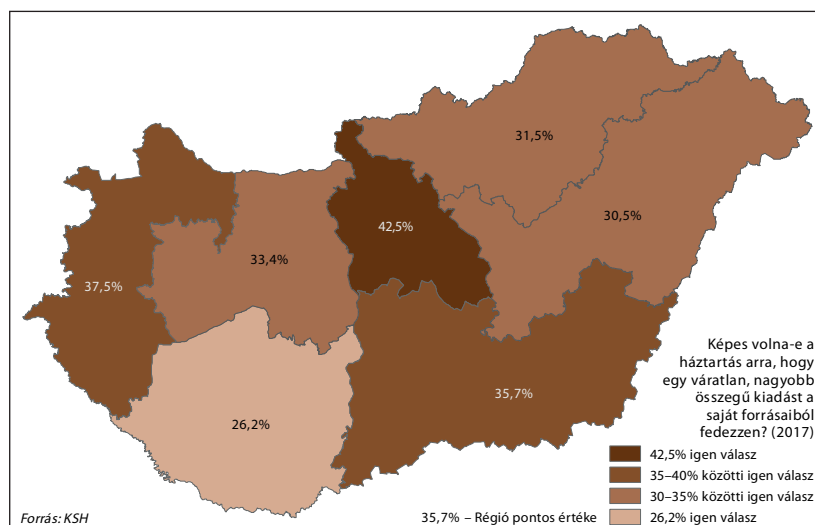 31,5%
30,5%
42,5%
33,4%
37,5%
35,7%
26,2%
Képes volna-e a
háztartás arra, hogy
egy váratlan, nagyobb
összegű kiadást a
saját forrásaiból
fedezzen? (2017)
42,5% igen válasz
35–40% közötti igen válasz
30–35% közötti igen válasz
26,2% igen válasz
35,7% – Régió pontos értéke
Forrás: KSH